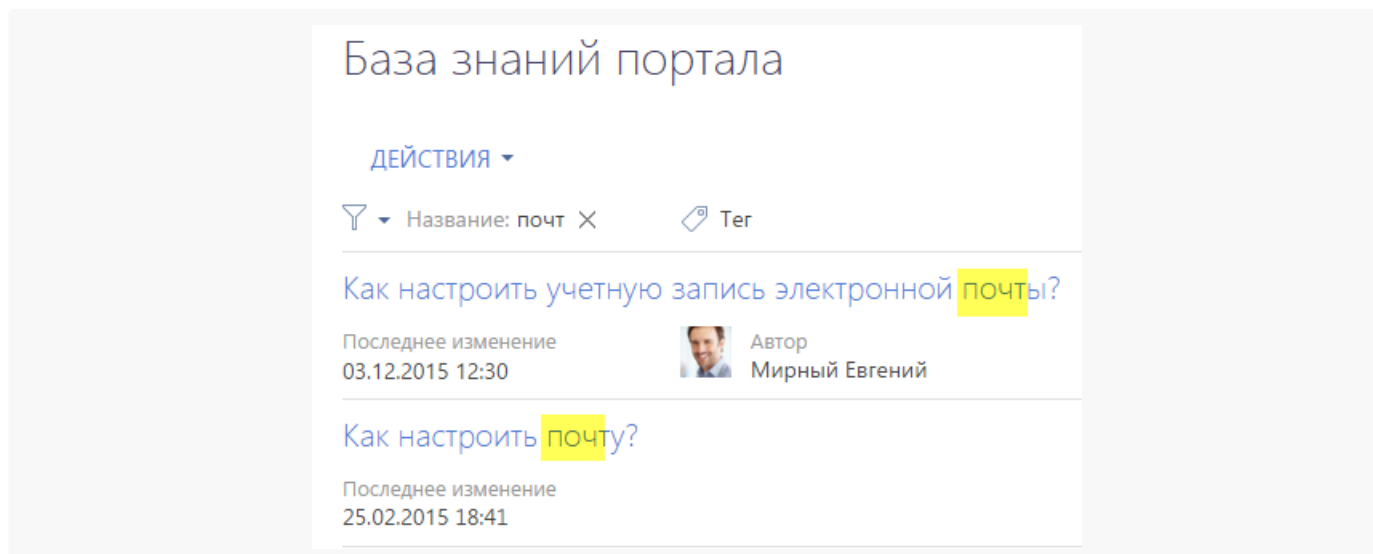 База знаний портала
ДЕЙСТВИЯ
Название: почт Тег
Как настроить учетную запись электронной почты?
Последнее изменение Автор
03.12.2015 12:30 Мирный Евгений
Как настроить почту?
Последнее изменение
25.02.2015 18:41